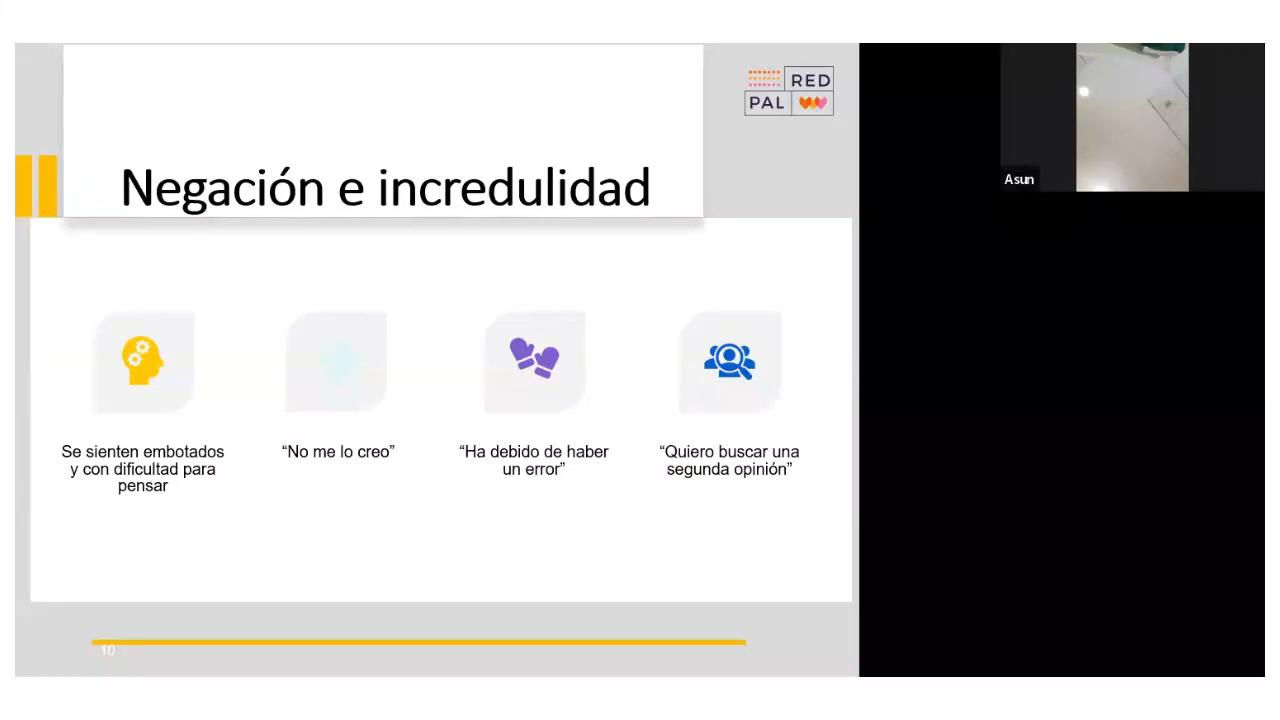 RED
PAL
Negación e incredulidad
Asun
Se sienten embotados
y con dificultad para
pensar
“No me lo creo”
“Ha debido de haber
un error”
“Quiero buscar una
segunda opinión”
10